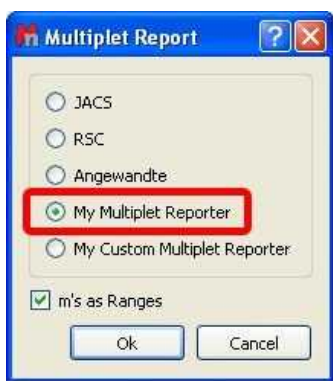 Multiplet Report
JACS
RSC
Angewandte
My Multiplet Reporter
My Custom Multiplet Reporter
m's as Ranges
Ok
Cancel